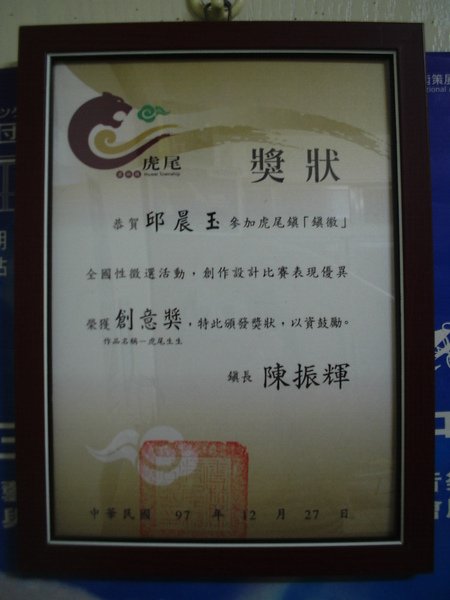 虎尾
Huwei Township
獎狀
恭賀 邱晨玉 參加虎尾鎮「鎮徽」
全國性徵選活動，創作設計比賽表現優異
榮獲 創意獎，特此頒發獎狀，以資鼓勵。
作品名稱－虎尾生生
鎮長 陳振輝
中華民國 97 年 12 月 27 日